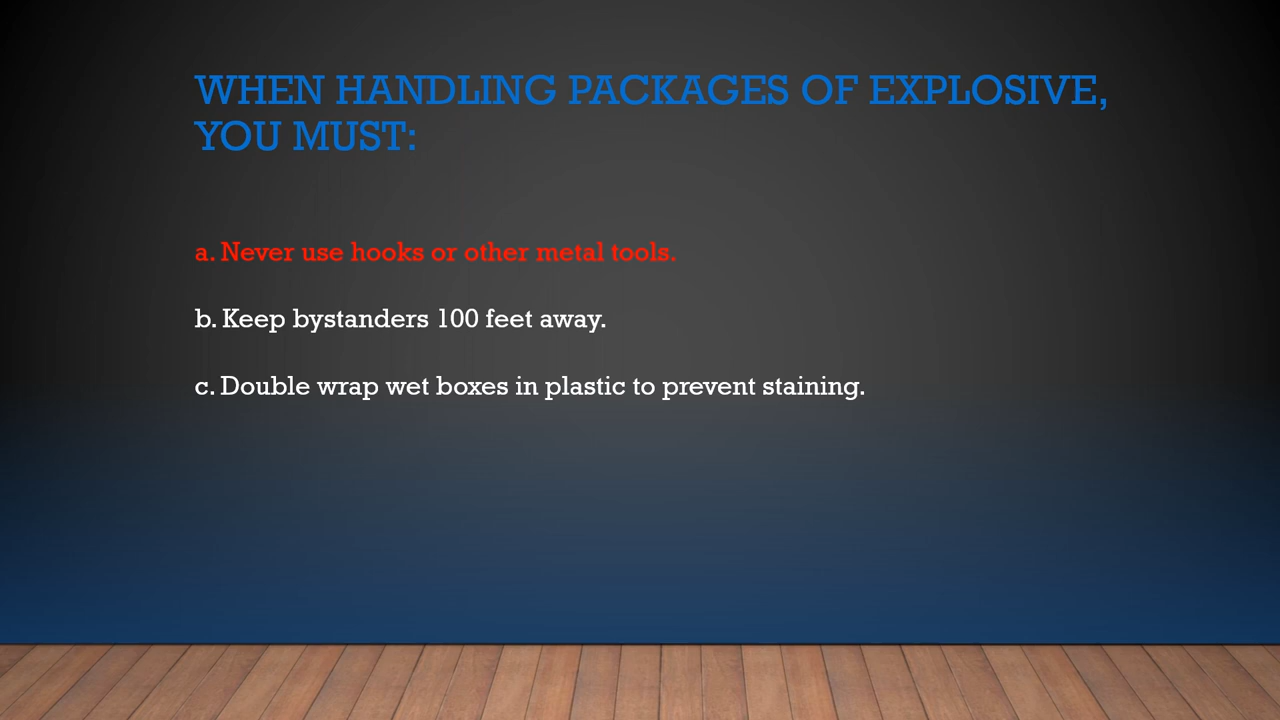 WHEN HANDLING PACKAGES OF EXPLOSIVE,
YOU MUST:
a. Never use hooks or other metal tools.
b. Keep bystanders 100 feet away.
c. Double wrap wet boxes in plastic to prevent staining.